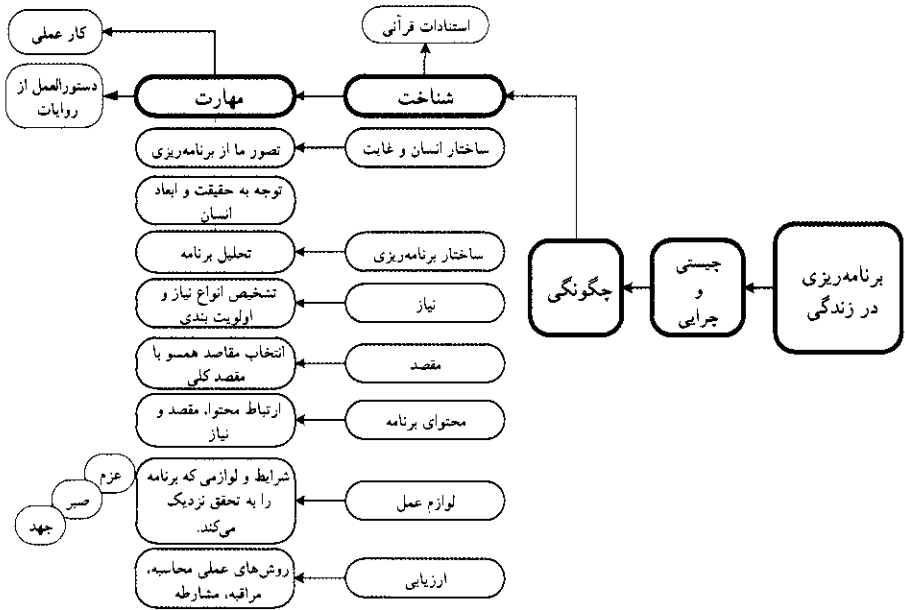 برنامه‌ریزی
در زندگی
چیستی
و
چرایی
چگونگی
استنادات قرآنی
شناخت
مهارت
کار عملی
دستورالعمل از
روایات
ساختار انسان و غایت
تصور ما از برنامه‌ریزی
توجه به حقیقت و ابعاد
انسان
ساختار برنامه‌ریزی
تحلیل برنامه
نیاز
تشخیص انواع نیاز و
اولویت بندی
مقصد
انتخاب مقاصد همسو با
مقصد کلی
محتوای برنامه
ارتباط محتوا، مقصد و
نیاز
لوازم عمل
شرایط و لوازمی که برنامه
را به تحقق نزدیک
می‌کند.
عزم
صبر
جهد
ارزیابی
روش‌های عملی محاسبه،
مراقبه، مشارطه